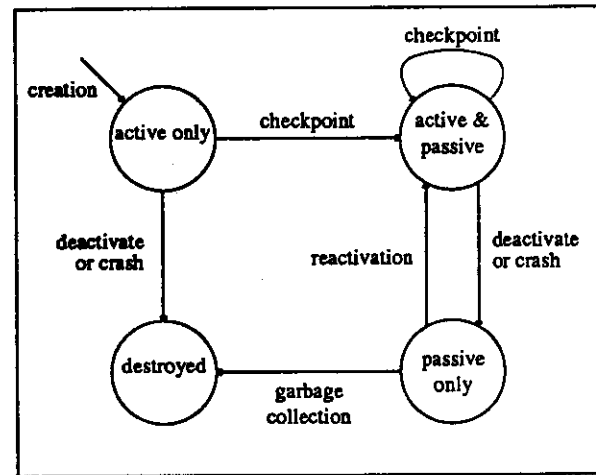 checkpoint
creation
active only
checkpoint
active &
passive
deactivate
or crash
reactivation
deactivate
or crash
destroyed
passive
only
garbage
collection